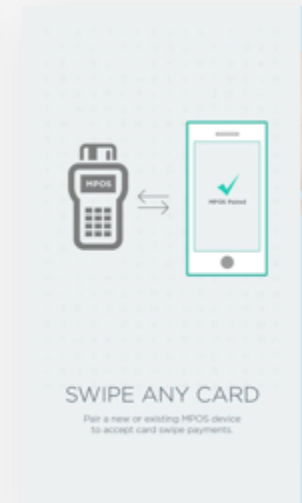 MPOS
MPOS Paired
SWIPE ANY CARD
Pair a new or existing MPOS device
to accept card swipe payments.